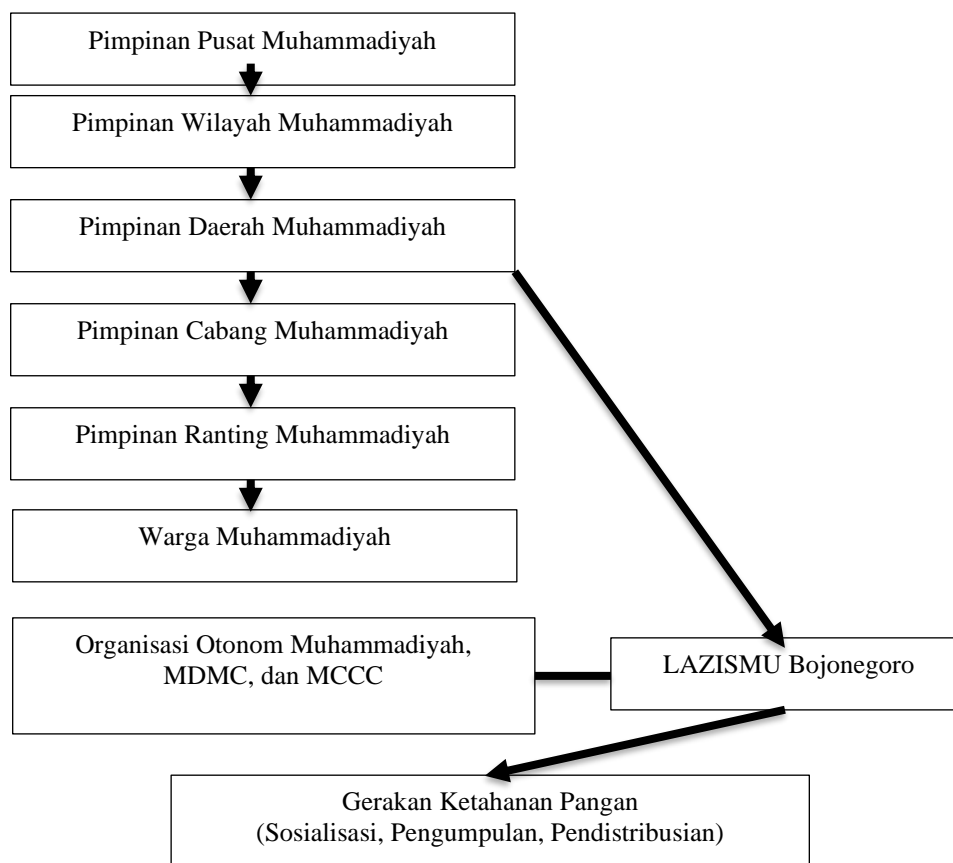 Pimpinan Pusat Muhammadiyah
Pimpinan Wilayah Muhammadiyah
Pimpinan Daerah Muhammadiyah
Pimpinan Cabang Muhammadiyah
Pimpinan Ranting Muhammadiyah
Warga Muhammadiyah
Organisasi Otonom Muhammadiyah,
MDMC, dan MCCC
LAZISMU Bojonegoro
Gerakan Ketahanan Pangan
(Sosialisasi, Pengumpulan, Pendistribusian)